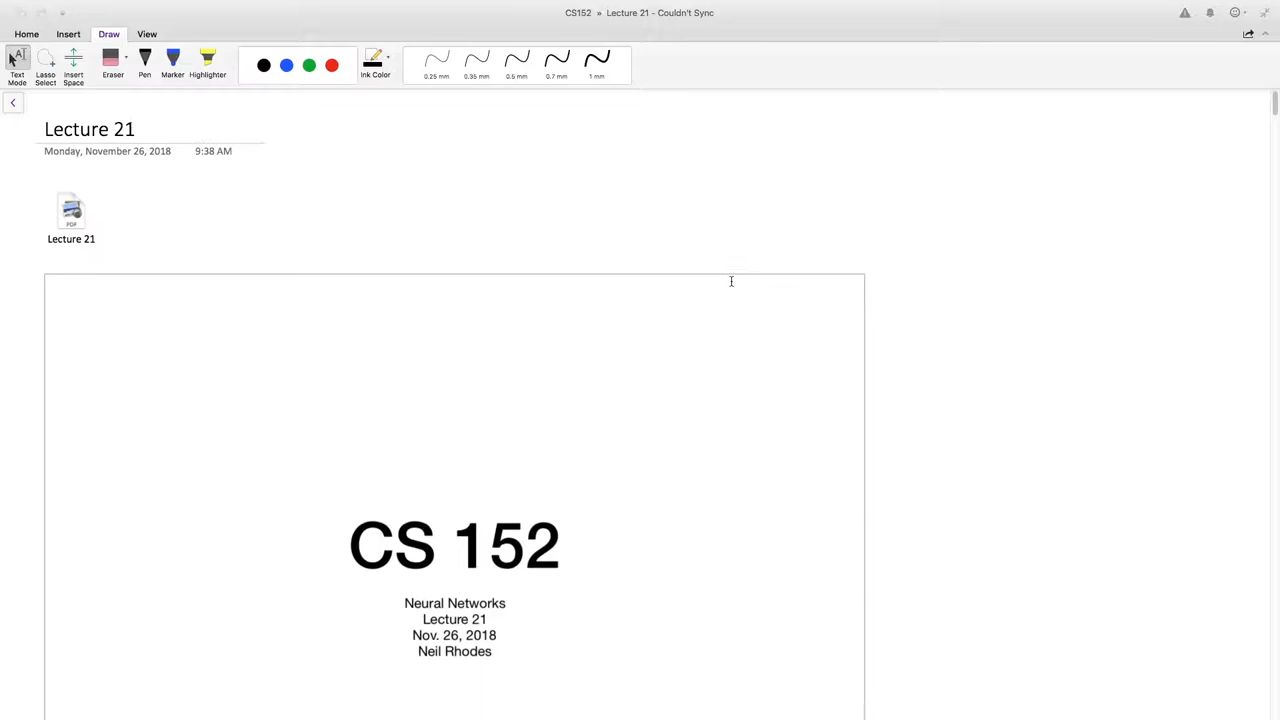 CS152 » Lecture 21 - Couldn't Sync
Home Insert Draw View
Text Mode
Lasso Select
Insert Space
Eraser
Pen
Marker
Highlighter
Ink Color
0.25 mm
0.35 mm
0.5 mm
0.7 mm
1 mm
Lecture 21
Monday, November 26, 2018 9:38 AM
PDF
Lecture 21
CS 152
Neural Networks
Lecture 21
Nov. 26, 2018
Neil Rhodes